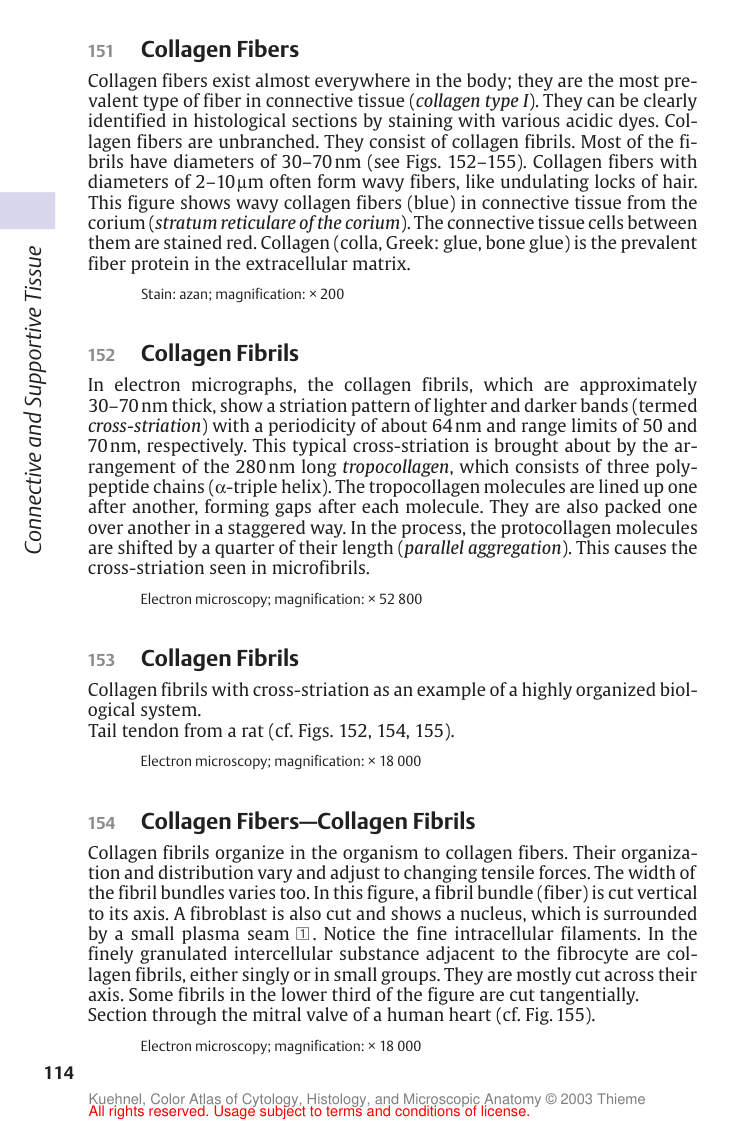 151 Collagen Fibers
Collagen fibers exist almost everywhere in the body; they are the most pre-
valent type of fiber in connective tissue (collagen type I). They can be clearly
identified in histological sections by staining with various acidic dyes. Col-
lagen fibers are unbranched. They consist of collagen fibrils. Most of the fi-
brils have diameters of 30–70 nm (see Figs. 152–155). Collagen fibers with
diameters of 2–10 µm often form wavy fibers, like undulating locks of hair.
This figure shows wavy collagen fibers (blue) in connective tissue from the
corium (stratum reticulare of the corium). The connective tissue cells between
them are stained red. Collagen (colla, Greek: glue, bone glue) is the prevalent
fiber protein in the extracellular matrix.
Stain: azan; magnification: × 200
Connective and Supportive Tissue
152 Collagen Fibrils
In electron micrographs, the collagen fibrils, which are approximately
30–70 nm thick, show a striation pattern of lighter and darker bands (termed
cross-striation) with a periodicity of about 64 nm and range limits of 50 and
70 nm, respectively. This typical cross-striation is brought about by the ar-
rangement of the 280 nm long tropocollagen, which consists of three poly-
peptide chains (α-triple helix). The tropocollagen molecules are lined up one
after another, forming gaps after each molecule. They are also packed one
over another in a staggered way. In the process, the protocollagen molecules
are shifted by a quarter of their length (parallel aggregation). This causes the
cross-striation seen in microfibrils.
Electron microscopy; magnification: × 52 800
153 Collagen Fibrils
Collagen fibrils with cross-striation as an example of a highly organized biol-
ogical system.
Tail tendon from a rat (cf. Figs. 152, 154, 155).
Electron microscopy; magnification: × 18 000
154 Collagen Fibers—Collagen Fibrils
Collagen fibrils organize in the organism to collagen fibers. Their organiza-
tion and distribution vary and adjust to changing tensile forces. The width of
the fibril bundles varies too. In this figure, a fibril bundle (fiber) is cut vertical
to its axis. A fibroblast is also cut and shows a nucleus, which is surrounded
by a small plasma seam 1. Notice the fine intracellular filaments. In the
finely granulated intercellular substance adjacent to the fibrocyte are col-
lagen fibrils, either singly or in small groups. They are mostly cut across their
axis. Some fibrils in the lower third of the figure are cut tangentially.
Section through the mitral valve of a human heart (cf. Fig. 155).
Electron microscopy; magnification: × 18 000
114
Kuehnel, Color Atlas of Cytology, Histology, and Microscopic Anatomy © 2003 Thieme
All rights reserved. Usage subject to terms and conditions of license.